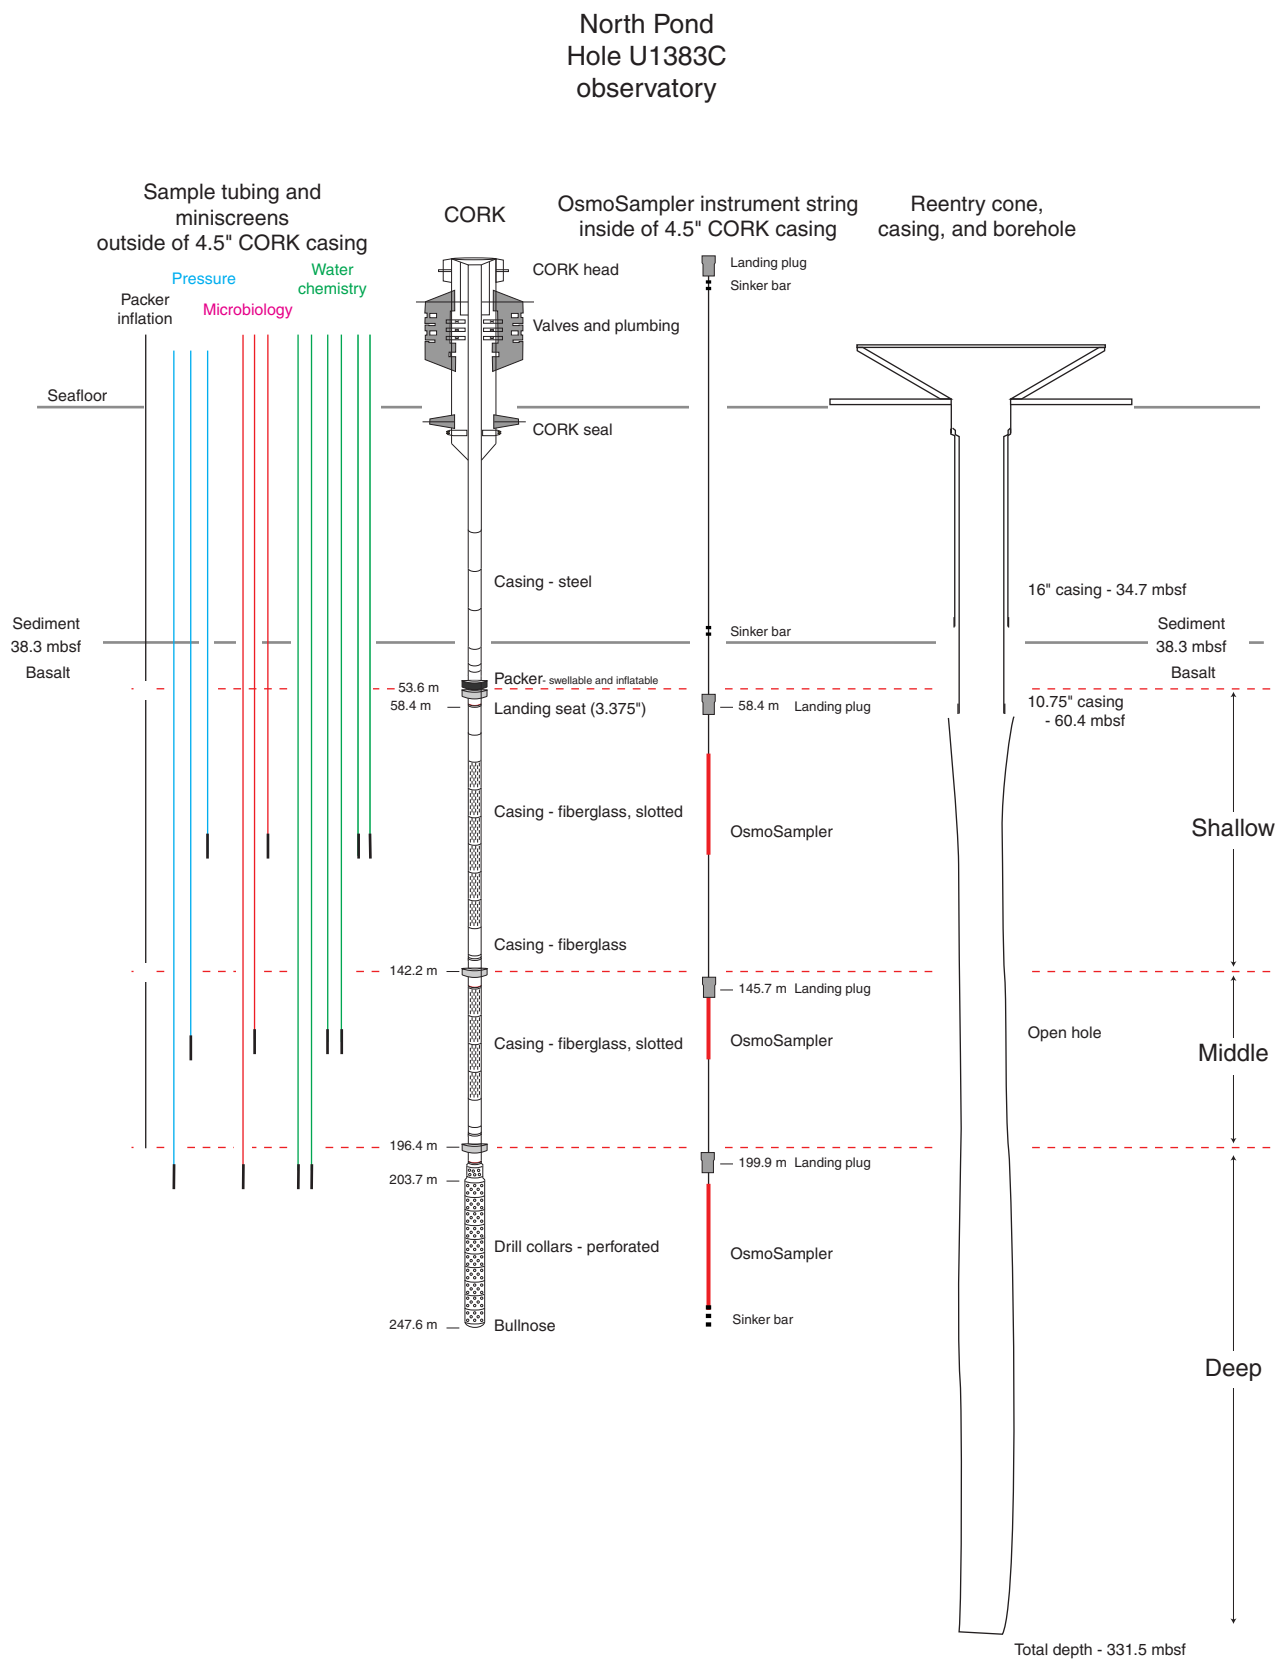 North Pond
Hole U1383C
observatory
Sample tubing and
miniscreens
outside of 4.5" CORK casing
CORK
OsmoSampler instrument string
inside of 4.5" CORK casing
Reentry cone,
casing, and borehole
Pressure
Water
chemistry
Packer
inflation
Microbiology
CORK head
Valves and plumbing
CORK seal
Landing plug
Sinker bar
Seafloor
Casing - steel
16" casing - 34.7 mbsf
Sediment
38.3 mbsf
Basalt
Sinker bar
Sediment
38.3 mbsf
Basalt
53.6 m
Packer- swellable and inflatable
58.4 m
Landing seat (3.375")
58.4 m Landing plug
10.75" casing
- 60.4 mbsf
Casing - fiberglass, slotted
OsmoSampler
Shallow
Casing - fiberglass
142.2 m
145.7 m Landing plug
Casing - fiberglass, slotted
OsmoSampler
Open hole
Middle
196.4 m
199.9 m Landing plug
203.7 m
Drill collars - perforated
OsmoSampler
247.6 m
Bullnose
Sinker bar
Deep
Total depth - 331.5 mbsf